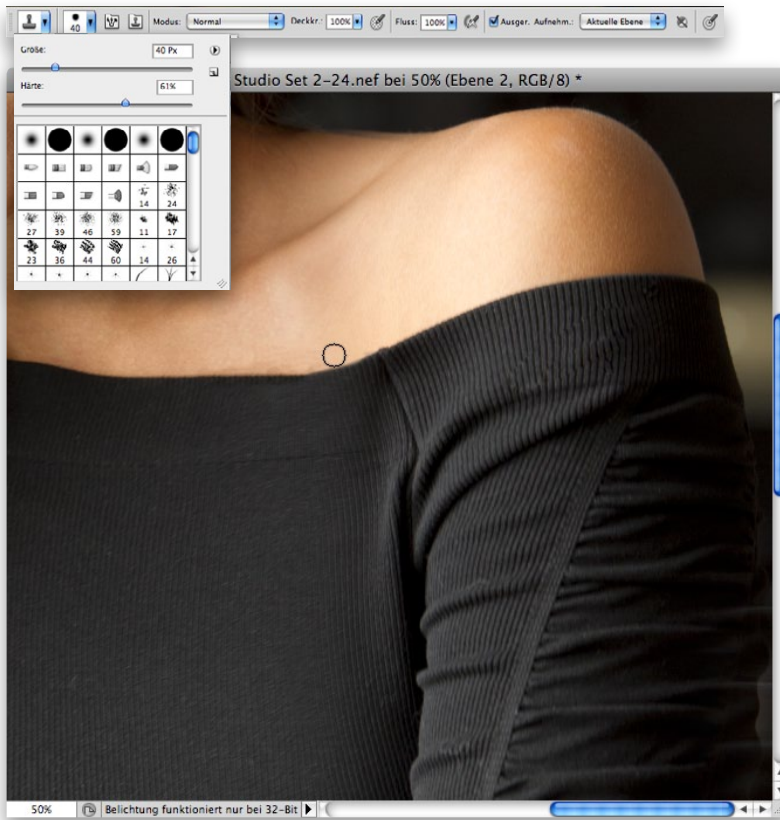 40 Modus: Normal Deckkr.: 100% Fluss: 100% Ausger. Aufnehm.: Aktuelle Ebene
Größe: 40 Px
Härte: 61%
Studio Set 2-24.nef bei 50% (Ebene 2, RGB/8) *
14 24
27 39 46 59 11 17
23 36 44 60 14 26
50% Belichtung funktioniert nur bei 32-Bit